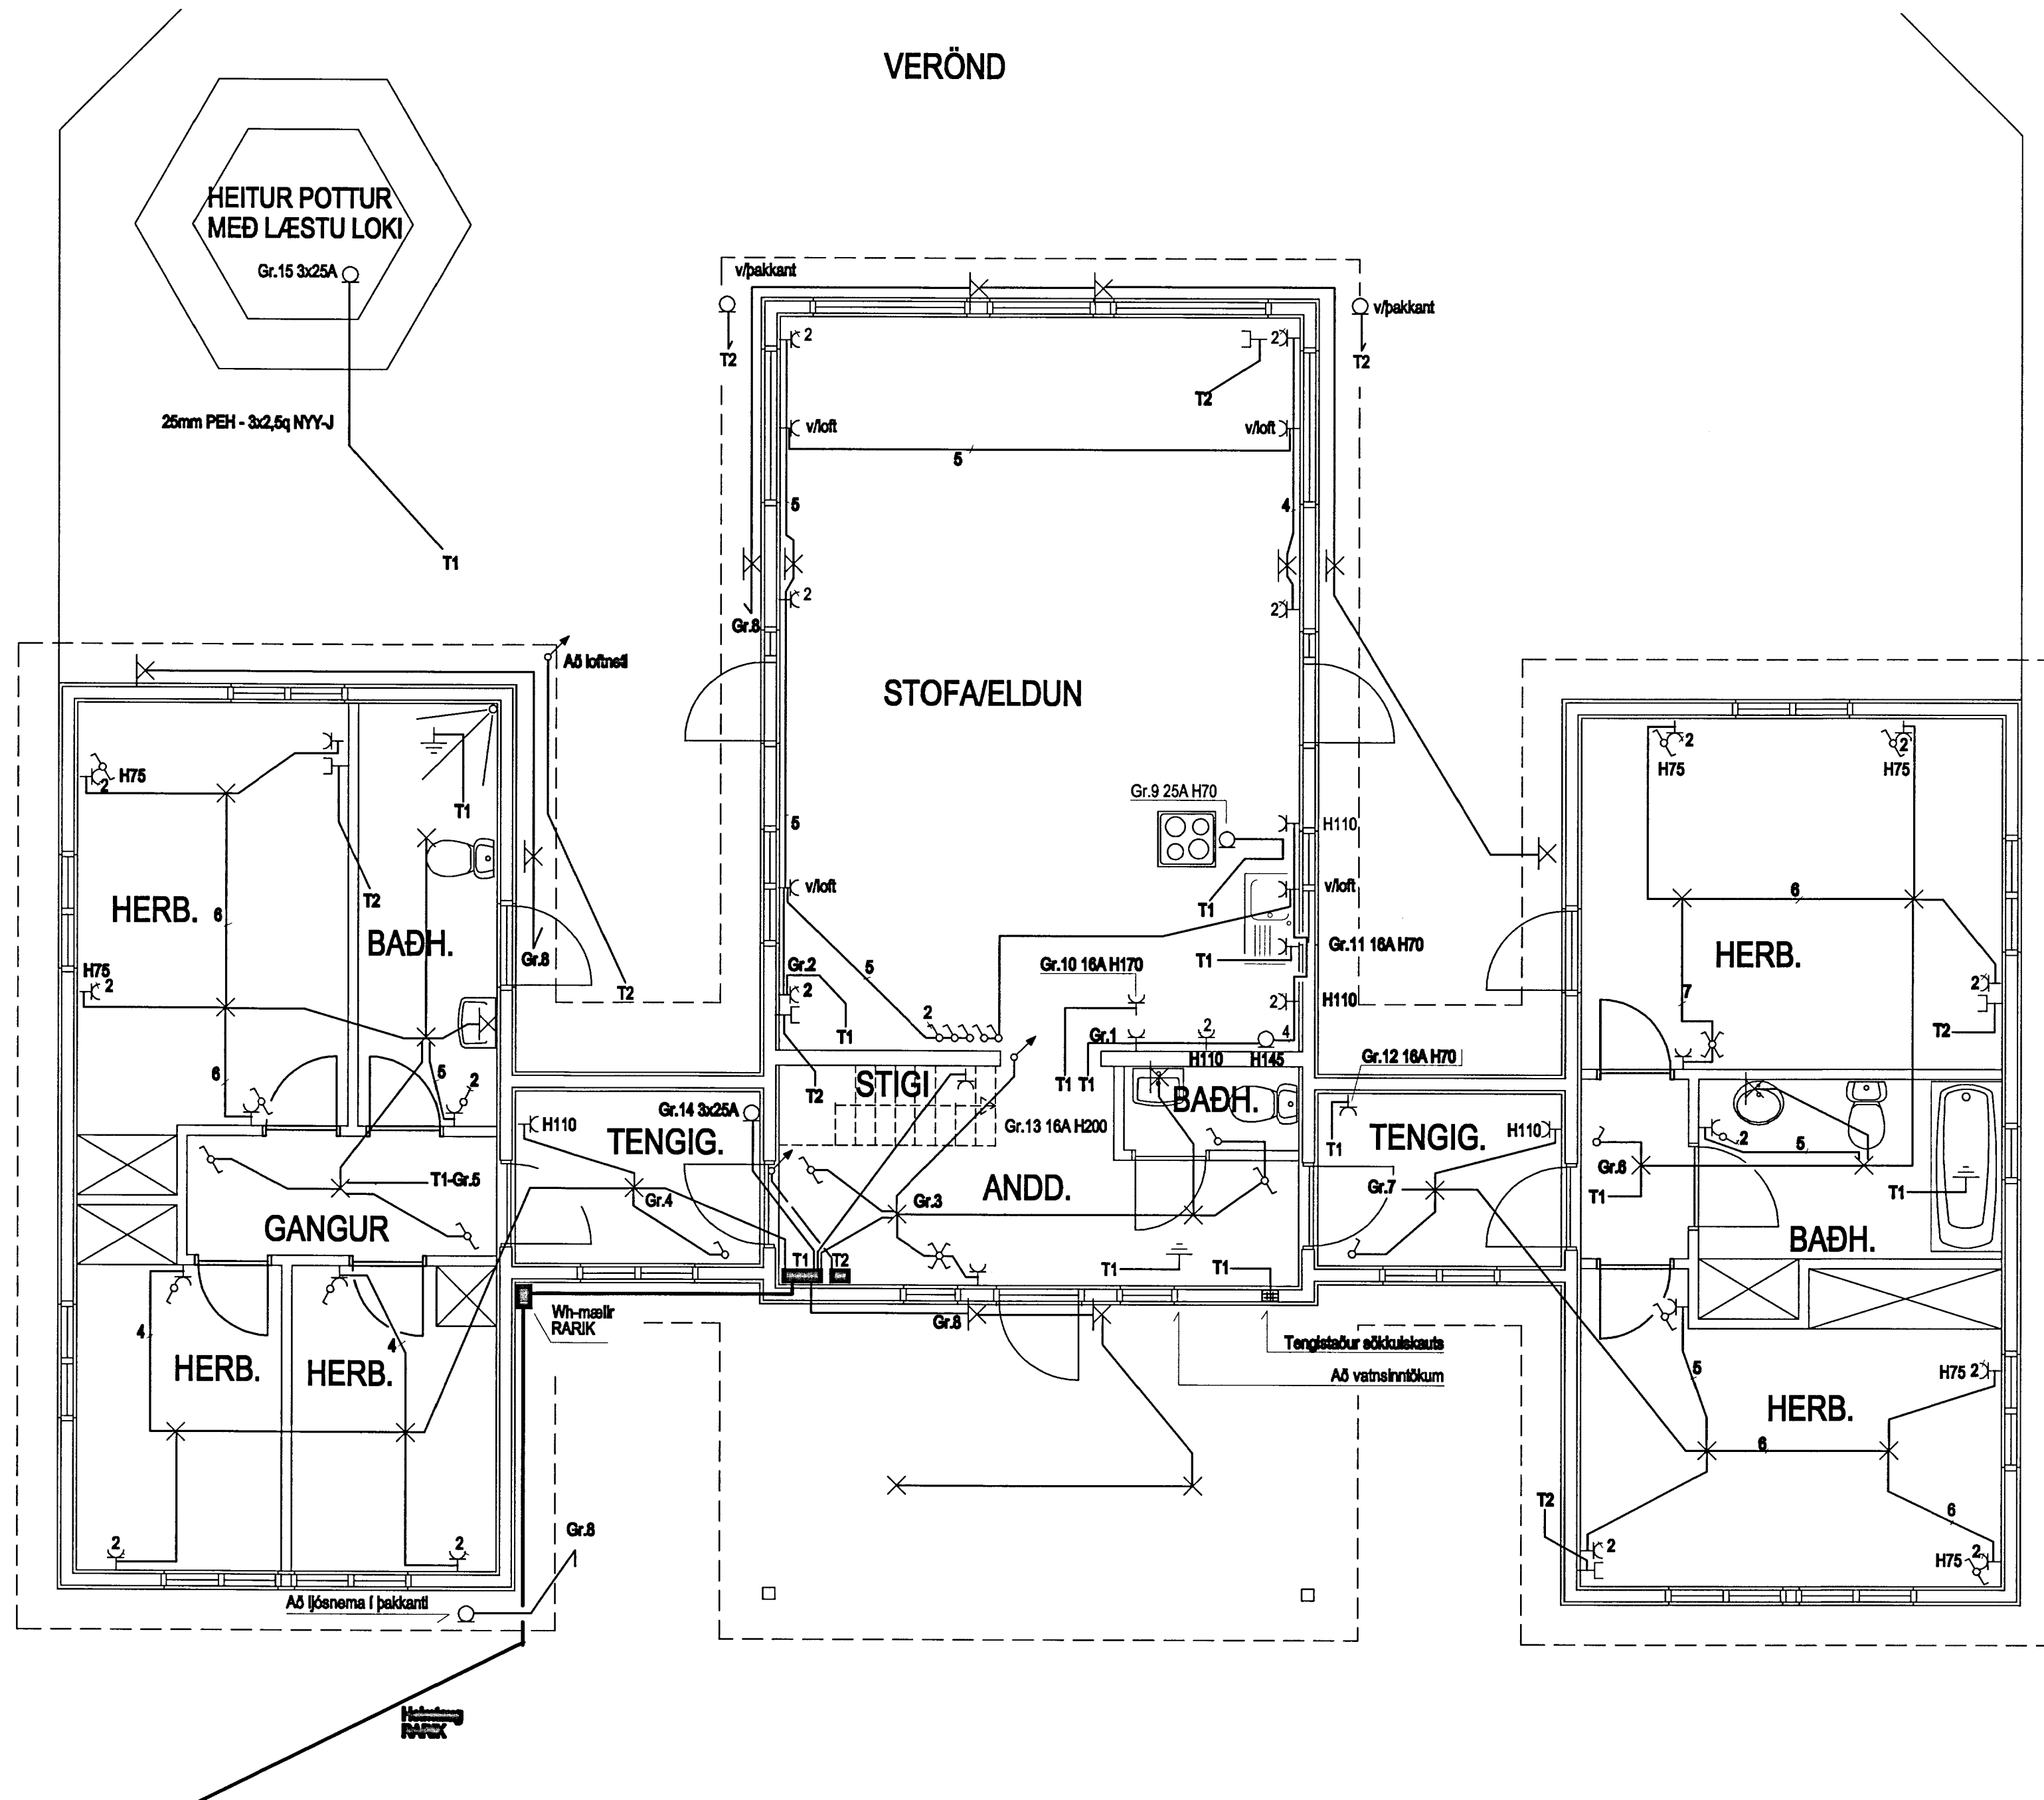 VERÖND
HEITUR POTTUR
MEÐ LÆSTU LOKI
Gr.15 3x25A
25mm PEH - 3x2,5q NYY-J
T1
v/þakkant
T2
v/þakkant
T2
2
2
T2
v/loft
v/loft
5
5
4
2
2
Gr.8
Að loftneti
STOFA/ELDUN
Gr.9 25A H70
H110
5
v/loft
v/loft
T1
Gr.11 16A H70
T1
Gr.10 16A H170
Gr.2
2
5
T1
2
2
H110
Gr.1
2
4
H110
H145
T1
T1
T2
H75
2
T1
T2
HERB.
6
BAÐH.
Gr.8
T2
H75
2
6
5
2
2
H75
2
H75
6
HERB.
7
2
T2
STIGI
Gr.14 3x25A
Gr.13 16A H200
BAÐH.
Gr.12 16A H70
H110
TENGIG.
Gr.4
T1-Gr.5
GANGUR
ANDD.
Gr.3
T1
T2
T1
T1
T1
TENGIG.
H110
Gr.7
Gr.6
T1
2
5
T1
BAÐH.
Wh-mælir
RARIK
Gr.8
Tengistaður sökkulskauts
Að vatnsinntökum
4
HERB.
4
HERB.
2
2
5
H75
2
HERB.
6
6
T2
2
H75
2
Gr.8
Að ljósnema í þakkanti
Heimtaug
RARIK